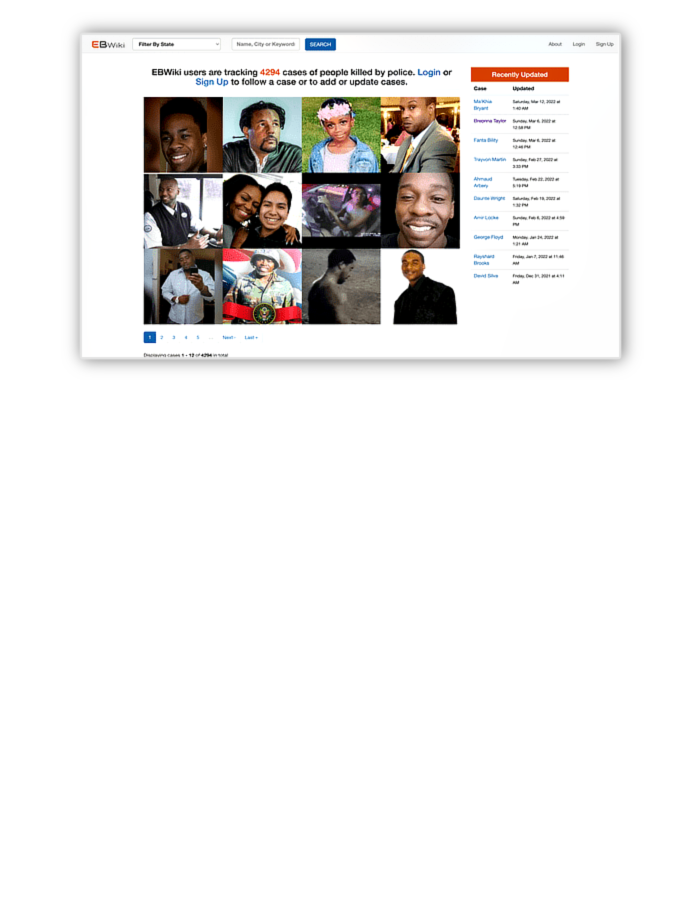 EBWiki
Filter By State
Name, City or Keyword
SEARCH
About
Login
Sign Up
EBWiki users are tracking 4294 cases of people killed by police. Login or
Sign Up to follow a case or to add or update cases.
Recently Updated
Case Updated
Ma'Khia Bryant Saturday, Mar 12, 2022 at 1:40 AM
Breonna Taylor Sunday, Mar 6, 2022 at 12:59 PM
Fanta Bility Sunday, Mar 6, 2022 at 12:46 PM
Trayvon Martin Sunday, Feb 27, 2022 at 3:33 PM
Ahmaud Arbery Tuesday, Feb 22, 2022 at 5:19 PM
Daunte Wright Saturday, Feb 19, 2022 at 1:32 PM
Amir Locke Sunday, Feb 6, 2022 at 4:59 PM
George Floyd Monday, Jan 24, 2022 at 1:21 AM
Rayshard Brooks Friday, Jan 7, 2022 at 11:46 AM
David Silva Friday, Dec 31, 2021 at 4:11 AM
1 2 3 4 5 … Next › Last »
Displaying cases 1 - 12 of 4294 in total